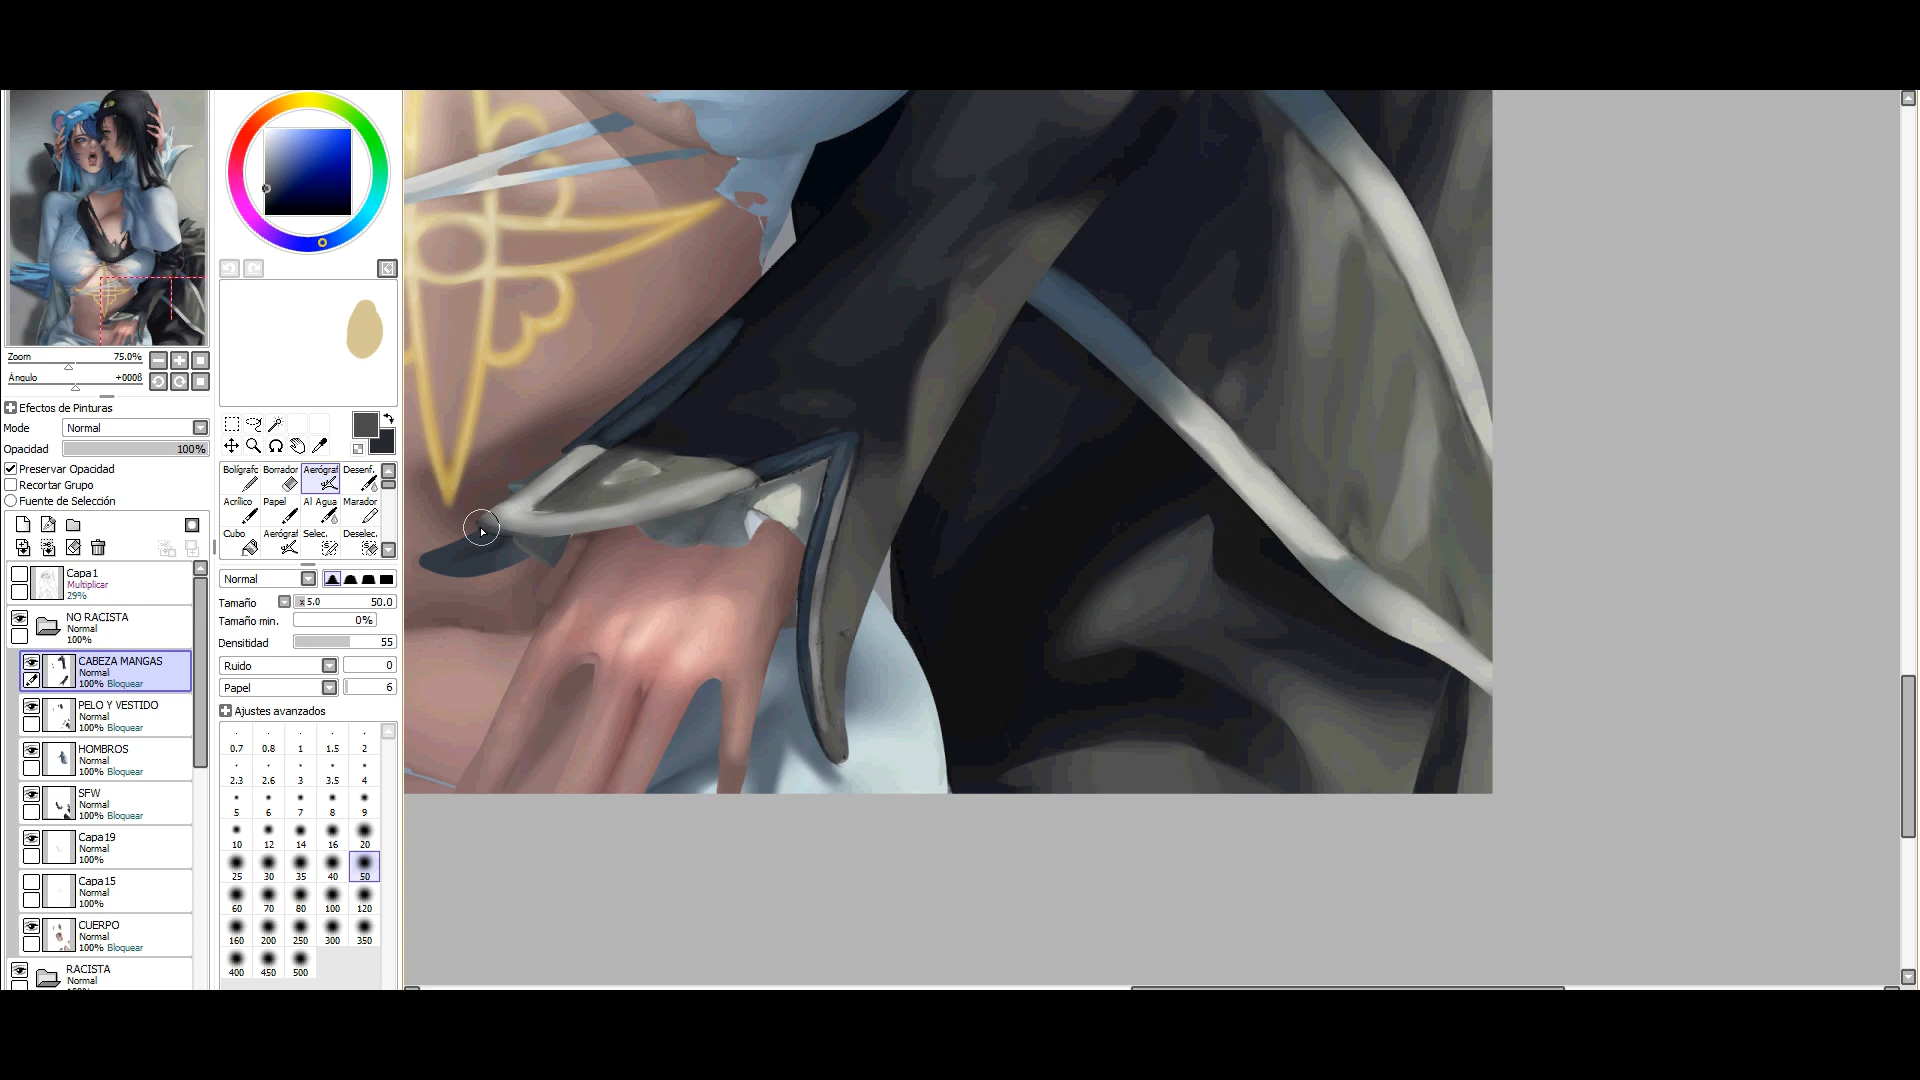 Zoom 75.0%
Ángulo +0006
Efectos de Pinturas
Mode Normal
Opacidad 100%
Preservar Opacidad
Recortar Grupo
Fuente de Selección
Capa1
Multiplicar
29%
NO RACISTA
Normal
100%
CABEZA MANGAS
Normal
100% Bloquear
PELO Y VESTIDO
Normal
100% Bloquear
HOMBROS
Normal
100% Bloquear
SFW
Normal
100% Bloquear
Capa19
Normal
100%
Capa15
Normal
100%
CUERPO
Normal
100% Bloquear
RACISTA
Normal
Bolígrafc Borrador Aerógraf Desenf.
Acrílico Papel Al Agua Marador
Cubo Aerógraf Selec. Deselec.
Normal
Tamaño x 5.0 50.0
Tamaño min. 0%
Densitidad 55
Ruido 0
Papel 6
Ajustes avanzados
0.7 0.8 1 1.5 2
2.3 2.6 3 3.5 4
5 6 7 8 9
10 12 14 16 20
25 30 35 40 50
60 70 80 100 120
160 200 250 300 350
400 450 500